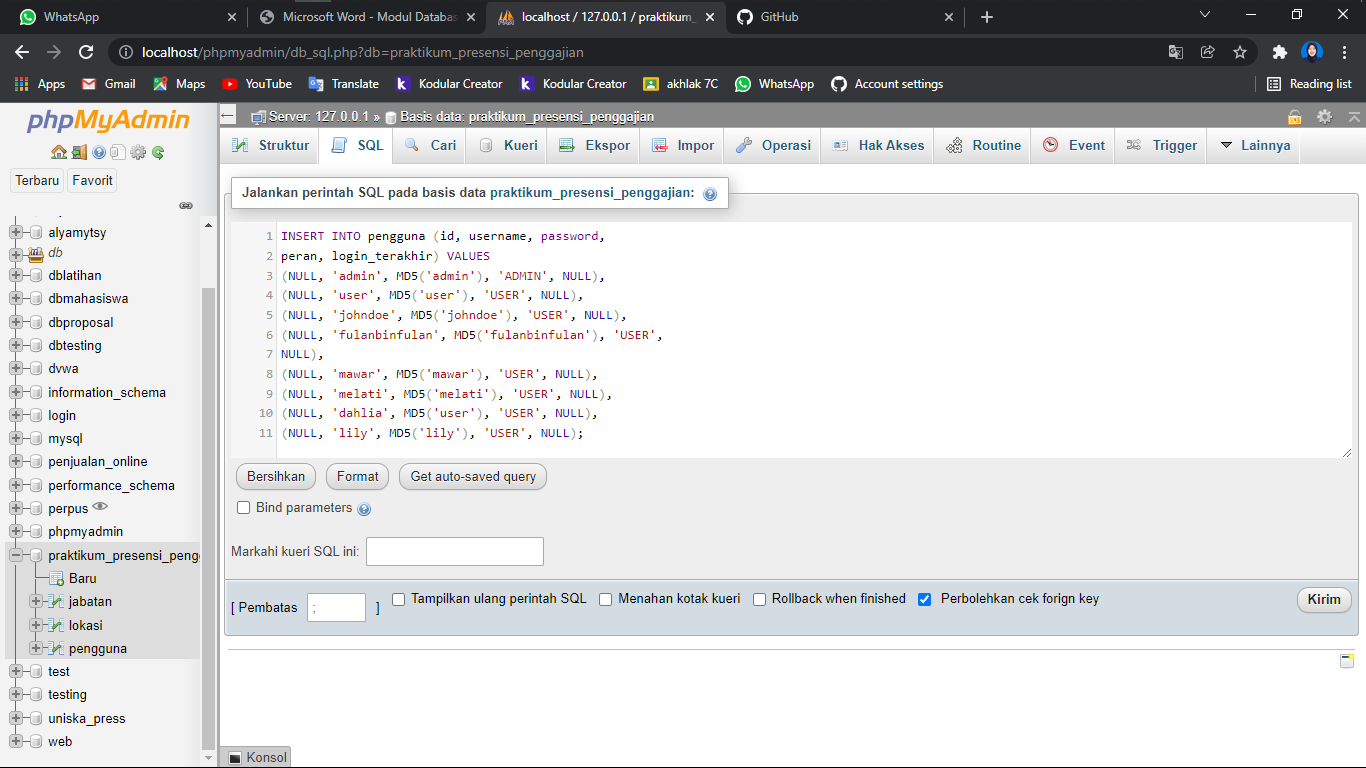 WhatsApp
Microsoft Word - Modul Databas
localhost / 127.0.0.1 / praktikum_
GitHub
localhost/phpmyadmin/db_sql.php?db=praktikum_presensi_penggajian
Apps
Gmail
Maps
YouTube
Translate
Kodular Creator
Kodular Creator
akhlak 7C
WhatsApp
Account settings
Reading list
phpMyAdmin
Terbaru
Favorit
alyamytsy
db
dblatihan
dbmahasiswa
dbproposal
dbtesting
dvwa
information_schema
login
mysql
penjualan_online
performance_schema
perpus
phpmyadmin
praktikum_presensi_peng
Baru
jabatan
lokasi
pengguna
test
testing
uniska_press
web
Server: 127.0.0.1 » Basis data: praktikum_presensi_penggajian
Struktur
SQL
Cari
Kueri
Ekspor
Impor
Operasi
Hak Akses
Routine
Event
Trigger
Lainnya
Jalankan perintah SQL pada basis data praktikum_presensi_penggajian:
1 INSERT INTO pengguna (id, username, password,
2 peran, login_terakhir) VALUES
3 (NULL, 'admin', MD5('admin'), 'ADMIN', NULL),
4 (NULL, 'user', MD5('user'), 'USER', NULL),
5 (NULL, 'johndoe', MD5('johndoe'), 'USER', NULL),
6 (NULL, 'fulanbinfulan', MD5('fulanbinfulan'), 'USER',
7 NULL),
8 (NULL, 'mawar', MD5('mawar'), 'USER', NULL),
9 (NULL, 'melati', MD5('melati'), 'USER', NULL),
10 (NULL, 'dahlia', MD5('user'), 'USER', NULL),
11 (NULL, 'lily', MD5('lily'), 'USER', NULL);
Bersihkan
Format
Get auto-saved query
Bind parameters
Markahi kueri SQL ini:
[ Pembatas ; ]
Tampilkan ulang perintah SQL
Menahan kotak kueri
Rollback when finished
Perbolehkan cek forign key
Kirim
Konsol